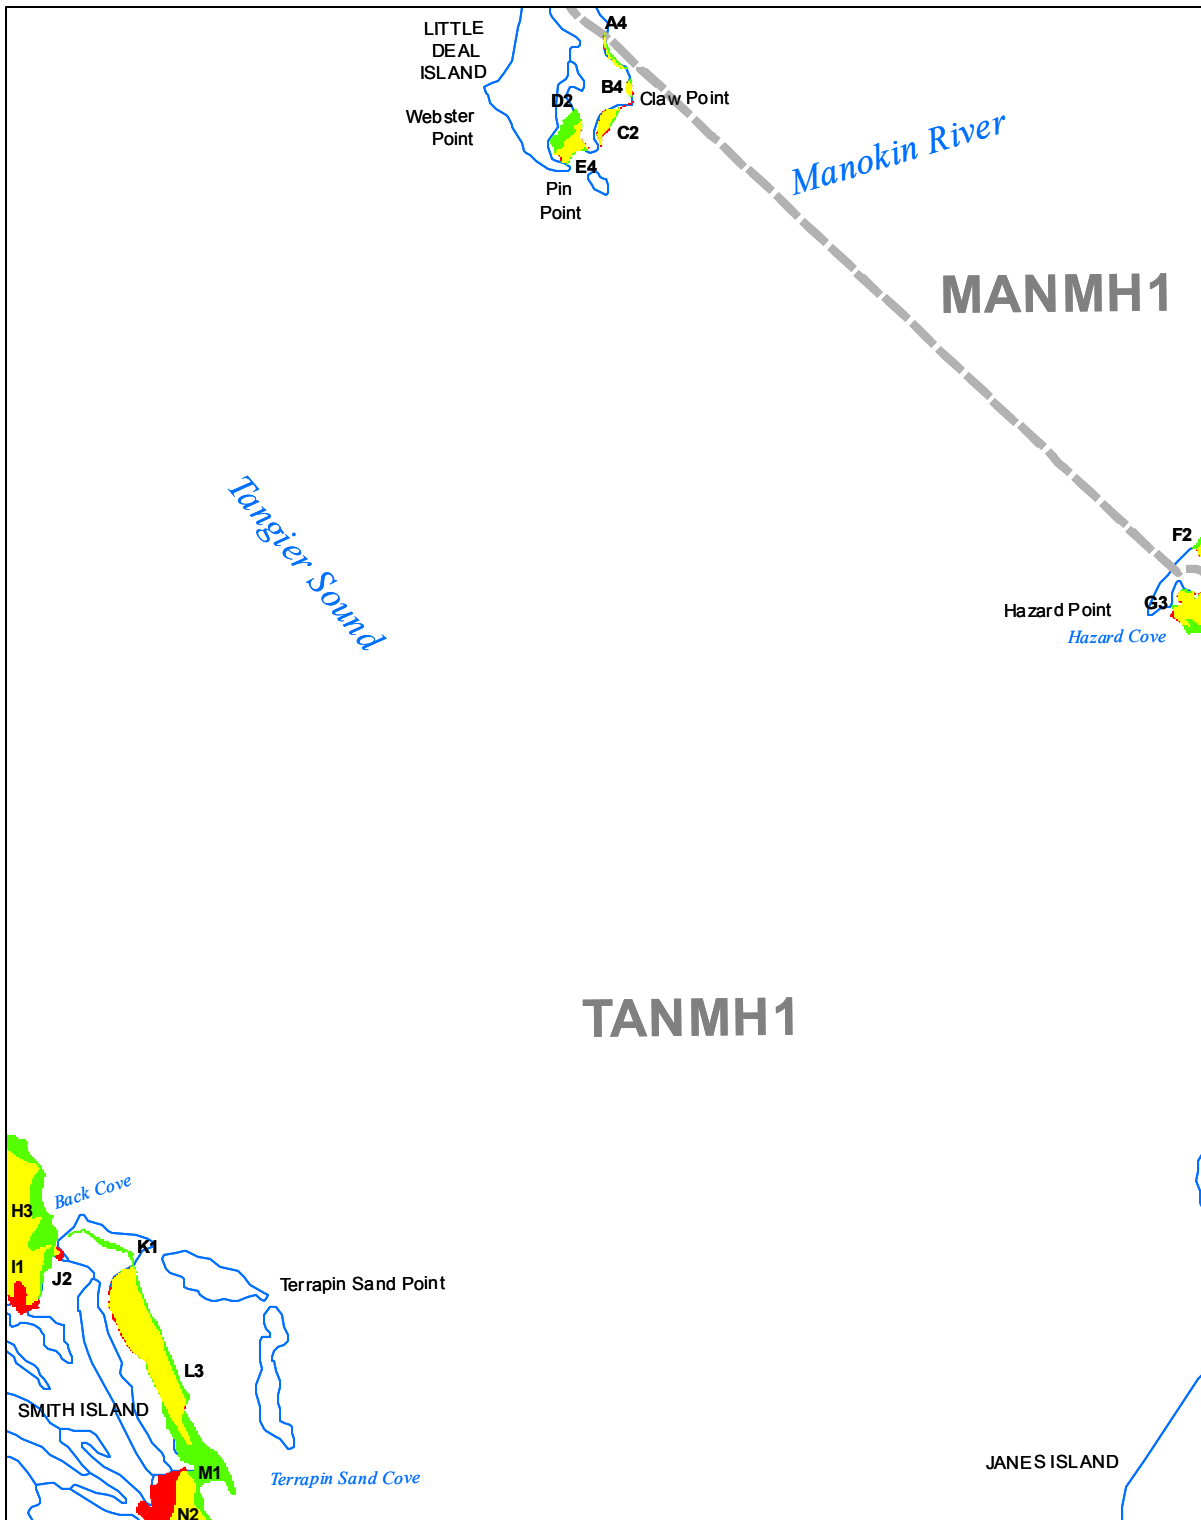 A4
LITTLE
DEAL
ISLAND
B4
D2
Claw Point
Webster
Point
C2
E4
Pin
Point
Manokin River
MANMH1
Tangier Sound
F2
G3
Hazard Point
Hazard Cove
TANMH1
Back Cove
H3
K1
I1
J2
Terrapin Sand Point
L3
SMITH ISLAND
JANES ISLAND
M1
Terrapin Sand Cove
N2